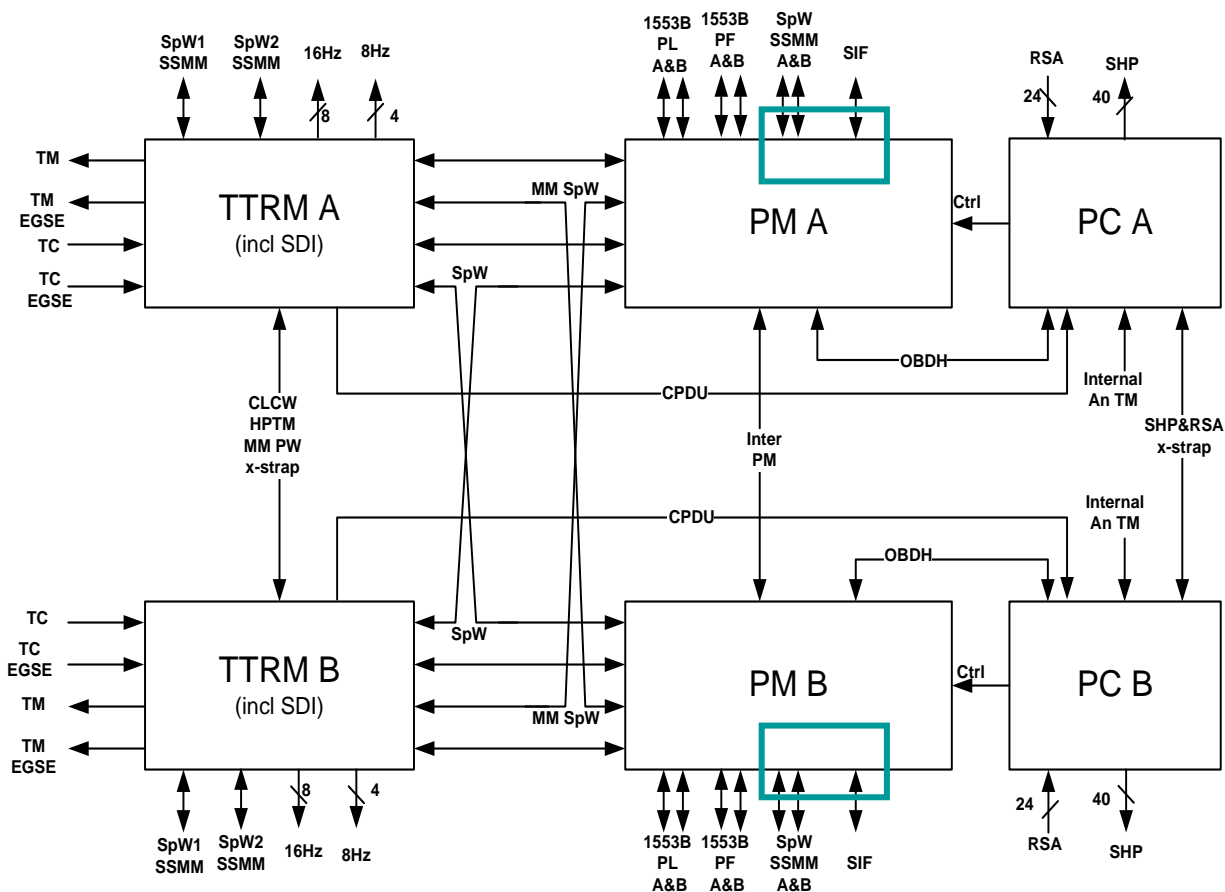 SpW1
SSMM
SpW2
SSMM
16Hz
8Hz
8
4
1553B
PL
A&B
1553B
PF
A&B
SpW
SSMM
A&B
SIF
RSA
SHP
24
40
TM
TM
EGSE
TC
TC
EGSE
TTRM A
(incl SDI)
MM SpW
SpW
PM A
Ctrl
PC A
OBDH
CPDU
Internal
An TM
CLCW
HPTM
MM PW
x-strap
Inter
PM
SHP&RSA
x-strap
CPDU
Internal
An TM
OBDH
TC
TC
EGSE
TM
TM
EGSE
TTRM B
(incl SDI)
SpW
MM SpW
PM B
Ctrl
PC B
8
4
SpW1
SSMM
SpW2
SSMM
16Hz
8Hz
1553B
PL
A&B
1553B
PF
A&B
SpW
SSMM
A&B
SIF
24
40
RSA
SHP